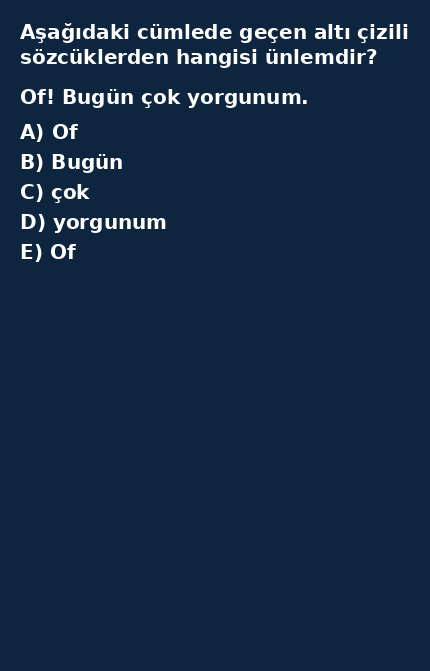 Aşağıdaki cümlede geçen altı çizili
sözcüklerden hangisi ünlemdir?
Of! Bugün çok yorgunum.
A) Of
B) Bugün
C) çok
D) yorgunum
E) Of